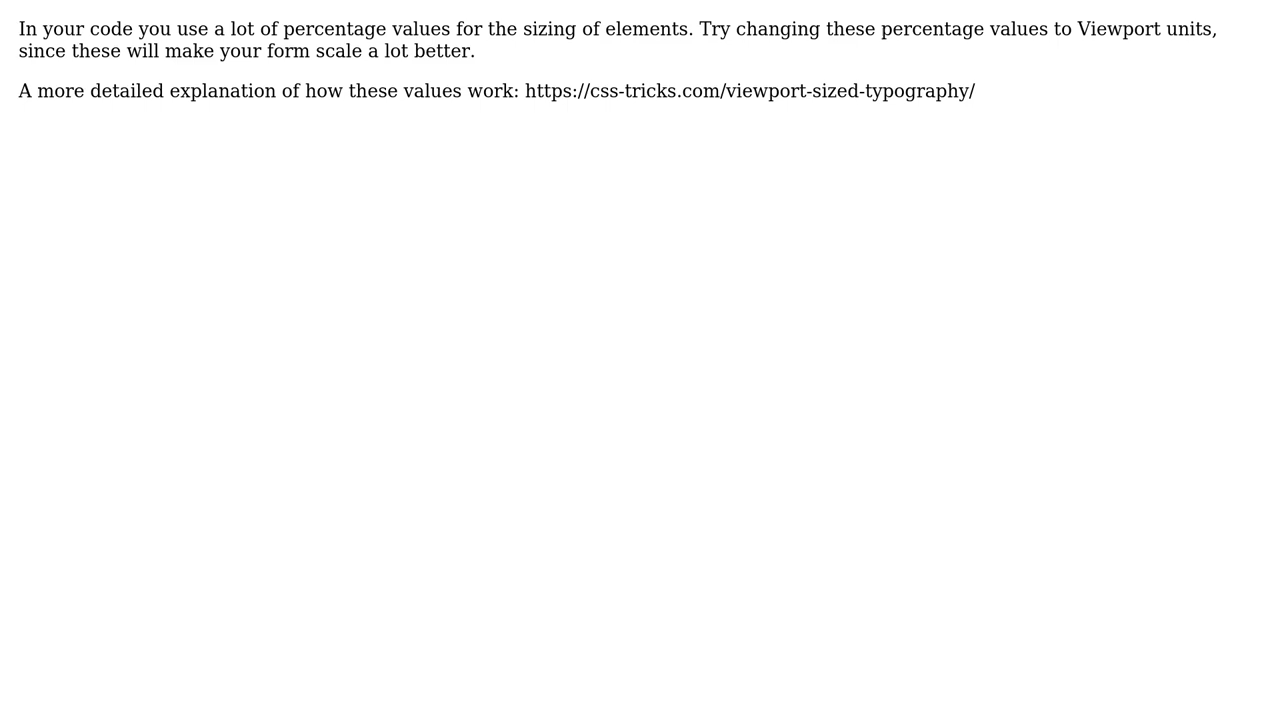 In your code you use a lot of percentage values for the sizing of elements. Try changing these percentage values to Viewport units,
since these will make your form scale a lot better.
A more detailed explanation of how these values work: https://css-tricks.com/viewport-sized-typography/